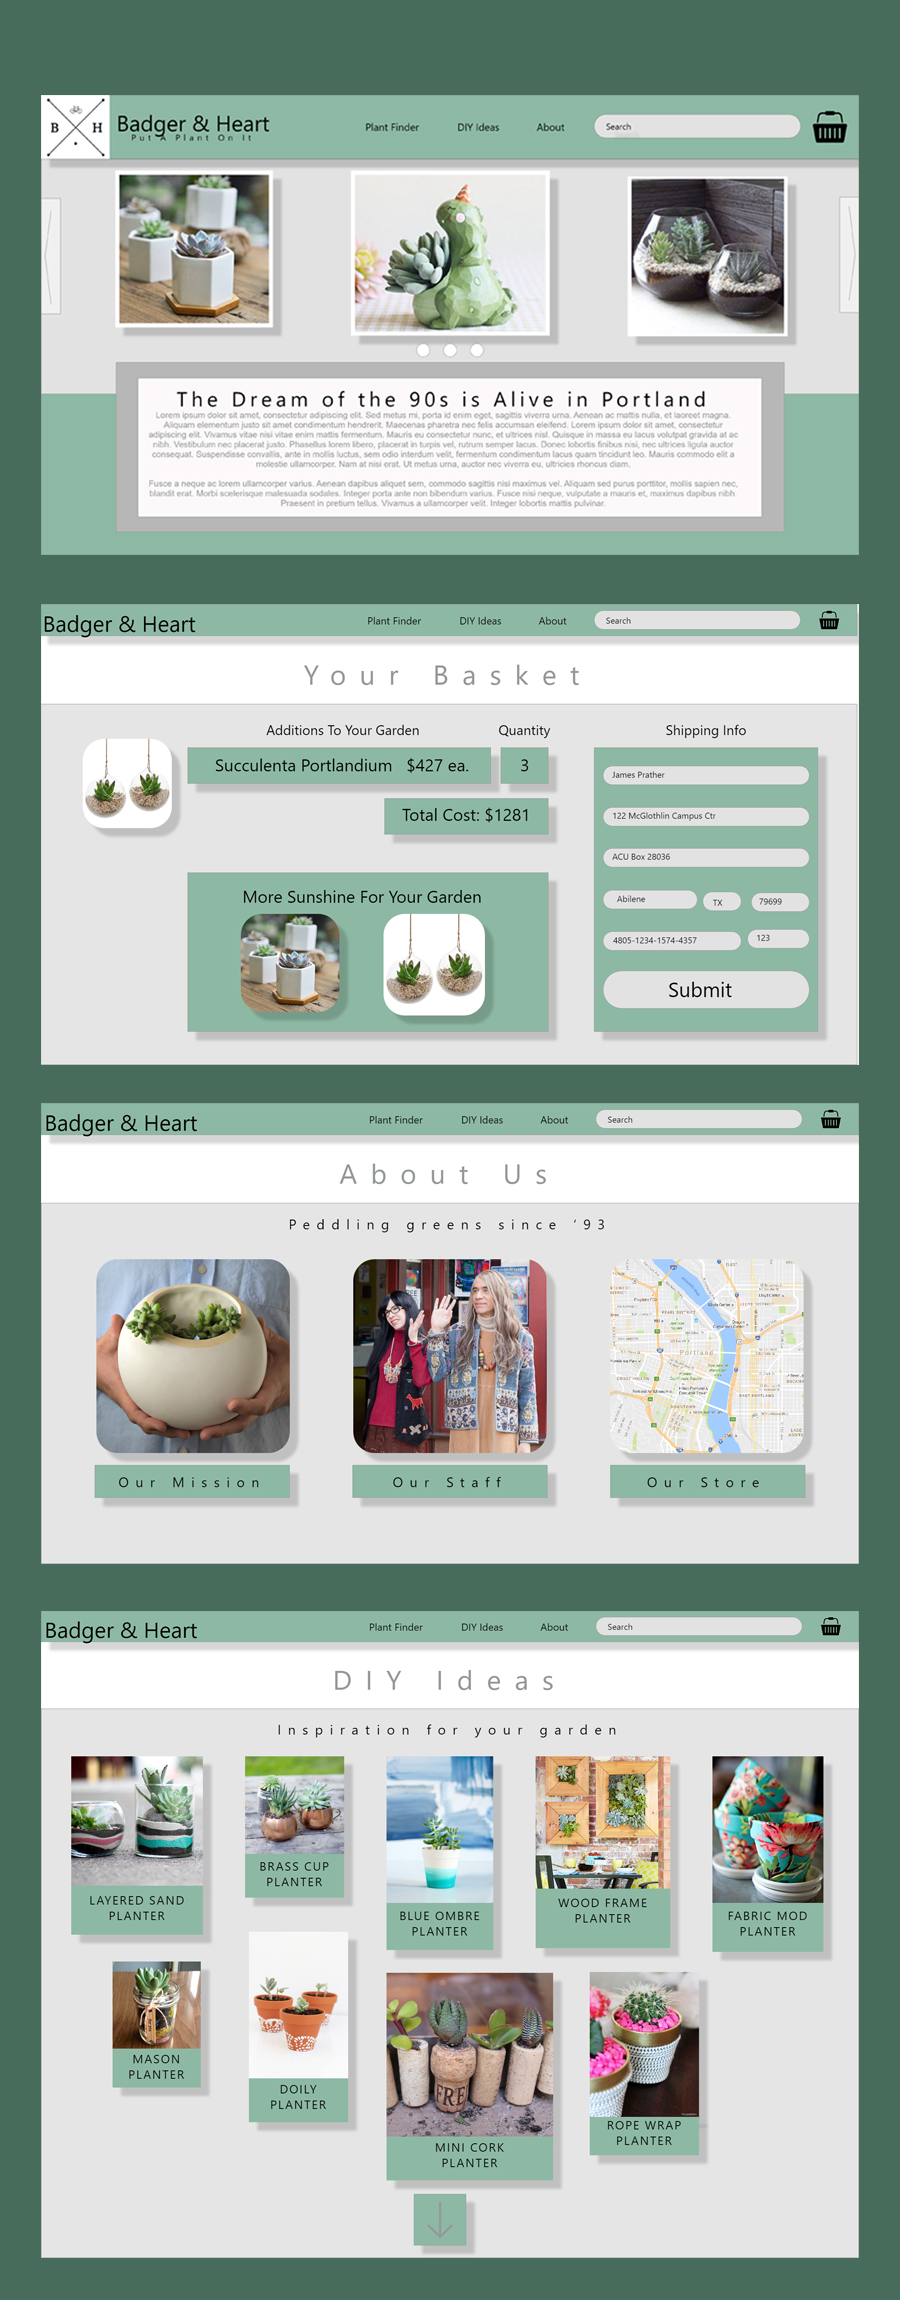 B H
Badger & Heart
Put A Plant On It
Plant Finder
DIY Ideas
About
Search
The Dream of the 90s is Alive in Portland
Lorem ipsum dolor sit amet, consectetur adipiscing elit. Sed metus mi, porta id enim eget, sagittis viverra urna. Aenean ac mattis nulla, et laoreet magna.
Aliquam elementum justo sit amet condimentum hendrerit. Maecenas pharetra nec felis accumsan eleifend. Lorem ipsum dolor sit amet, consectetur
adipiscing elit. Vivamus vitae nisi vitae enim mattis fermentum. Mauris eu consectetur nunc, et ultrices nisl. Quisque in massa eu lacus volutpat gravida at ac
nibh. Vestibulum nec placerat justo. Phasellus lorem libero, placerat in turpis vel, rutrum semper lacus. Donec lobortis finibus nisi, nec ultrices ligula auctor
consequat. Suspendisse convallis, ante in mollis luctus, sem odio interdum velit, fermentum condimentum lacus quam tincidunt leo. Mauris commodo elit a
molestie ullamcorper. Nam at nisi erat. Ut metus urna, auctor nec viverra eu, ultricies rhoncus diam.
Fusce a neque ac lorem ullamcorper varius. Aenean dapibus aliquet sem, commodo sagittis nisi maximus vel. Aliquam sed purus porttitor, mollis sapien nec,
blandit erat. Morbi scelerisque malesuada sodales. Integer porta ante non bibendum varius. Fusce nisi neque, vulputate a mauris et, maximus dapibus nibh.
Praesent in pretium tellus. Vivamus a ullamcorper velit. Integer lobortis mattis pulvinar.
Badger & Heart
Plant Finder
DIY Ideas
About
Search
Your Basket
Additions To Your Garden
Quantity
Shipping Info
Succulenta Portlandium $427 ea.
3
Total Cost: $1281
James Prather
122 McGlothlin Campus Ctr
ACU Box 28036
Abilene
TX
79699
4805-1234-1574-4357
123
Submit
More Sunshine For Your Garden
Badger & Heart
Plant Finder
DIY Ideas
About
Search
About Us
Peddling greens since '93
Portland
Our Mission
Our Staff
Our Store
Badger & Heart
Plant Finder
DIY Ideas
About
Search
DIY Ideas
Inspiration for your garden
LAYERED SAND
PLANTER
BRASS CUP
PLANTER
BLUE OMBRE
PLANTER
WOOD FRAME
PLANTER
FABRIC MOD
PLANTER
MASON
PLANTER
DOILY
PLANTER
FRE
MINI CORK
PLANTER
ROPE WRAP
PLANTER